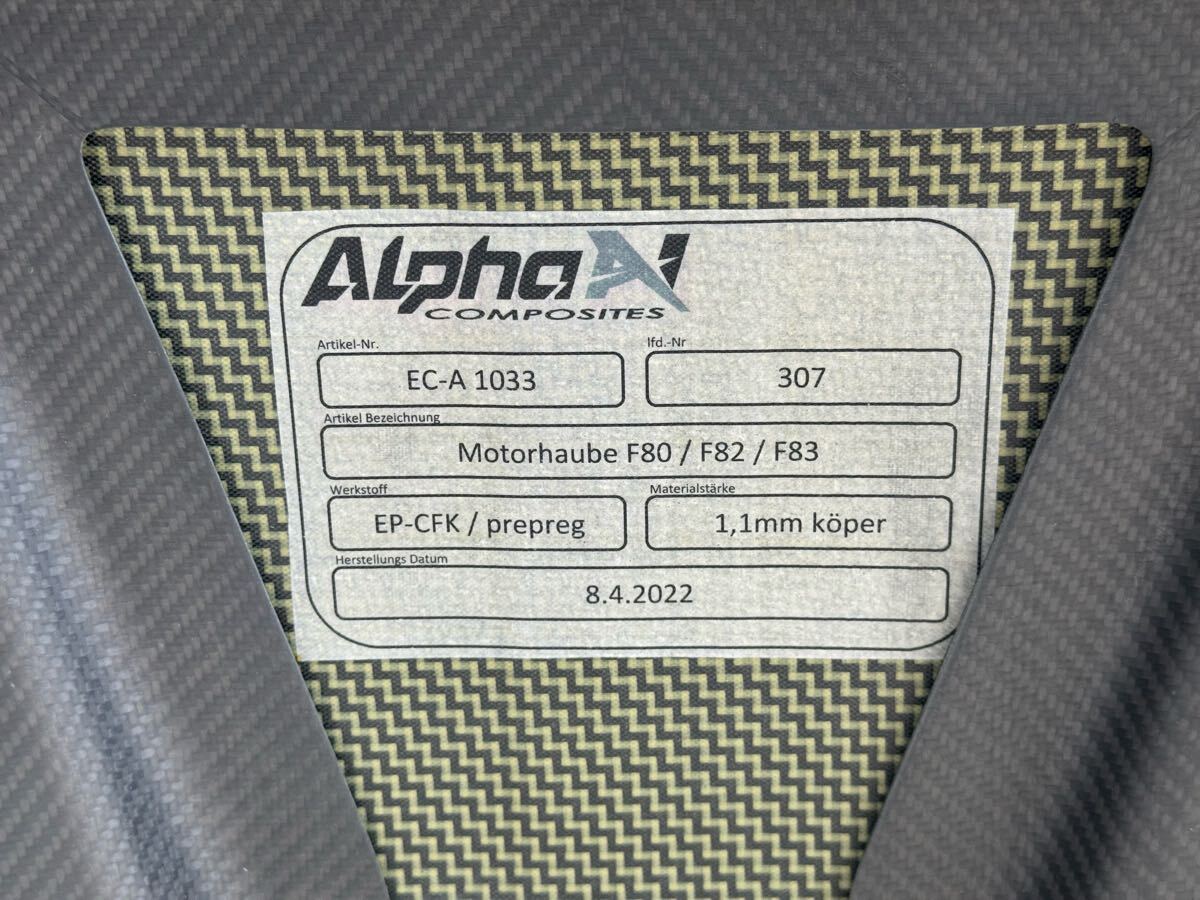 Alpha
COMPOSITES
Artikel-Nr.
lfd.-Nr
EC-A 1033
307
Artikel Bezeichnung
Motorhaube F80 / F82 / F83
Werkstoff
Materialstärke
EP-CFK / prepreg
1,1mm köper
Herstellungs Datum
8.4.2022